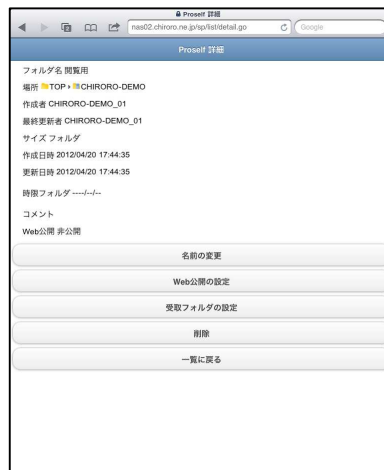 Proself 詳細
nas02.chiroro.ne.jp/sp/list/detail.go
Google
Proself 詳細
フォルダ名 閲覧用
場所 TOP › CHIRORO-DEMO
作成者 CHIRORO-DEMO_01
最終更新者 CHIRORO-DEMO_01
サイズ フォルダ
作成日時 2012/04/20 17:44:35
更新日時 2012/04/20 17:44:35
時限フォルダ ----/--/--
コメント
Web公開 非公開
名前の変更
Web公開の設定
受取フォルダの設定
削除
一覧に戻る